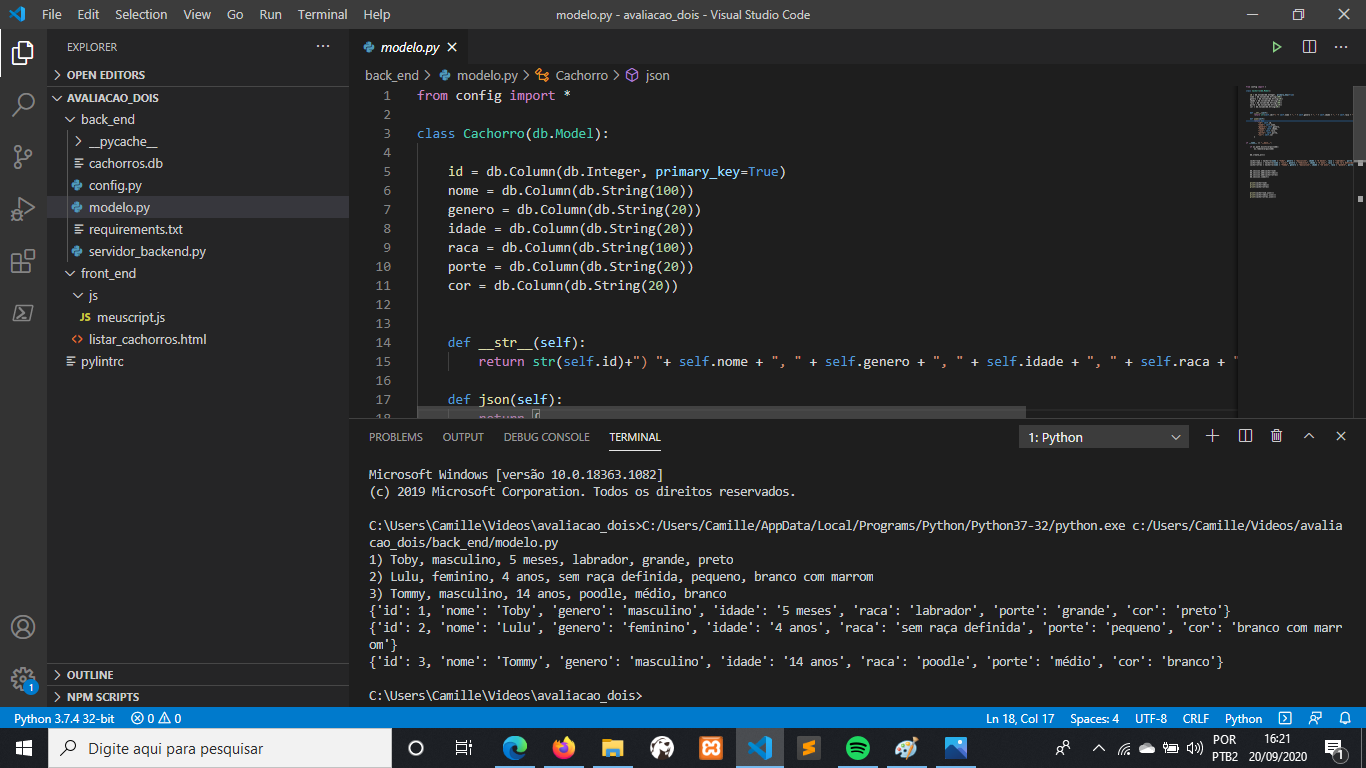 File Edit Selection View Go Run Terminal Help modelo.py - avaliacao_dois - Visual Studio Code
EXPLORER
OPEN EDITORS
AVALIACAO_DOIS
back_end
__pycache__
cachorros.db
config.py
modelo.py
requirements.txt
servidor_backend.py
front_end
js
JS meuscript.js
<> listar_cachorros.html
pylintrc
OUTLINE
NPM SCRIPTS
modelo.py
back_end > modelo.py > Cachorro > json
1 from config import *
2
3 class Cachorro(db.Model):
4
5 id = db.Column(db.Integer, primary_key=True)
6 nome = db.Column(db.String(100))
7 genero = db.Column(db.String(20))
8 idade = db.Column(db.String(20))
9 raca = db.Column(db.String(100))
10 porte = db.Column(db.String(20))
11 cor = db.Column(db.String(20))
12
13
14 def __str__(self):
15 return str(self.id)+") "+ self.nome + ", " + self.genero + ", " + self.idade + ", " + self.raca + "
16
17 def json(self):
18 return {
PROBLEMS OUTPUT DEBUG CONSOLE TERMINAL 1: Python
Microsoft Windows [versão 10.0.18363.1082]
(c) 2019 Microsoft Corporation. Todos os direitos reservados.
C:\Users\Camille\Videos\avaliacao_dois>C:/Users/Camille/AppData/Local/Programs/Python/Python37-32/python.exe c:/Users/Camille/Videos/avalia
cao_dois/back_end/modelo.py
1) Toby, masculino, 5 meses, labrador, grande, preto
2) Lulu, feminino, 4 anos, sem raça definida, pequeno, branco com marrom
3) Tommy, masculino, 14 anos, poodle, médio, branco
{'id': 1, 'nome': 'Toby', 'genero': 'masculino', 'idade': '5 meses', 'raca': 'labrador', 'porte': 'grande', 'cor': 'preto'}
{'id': 2, 'nome': 'Lulu', 'genero': 'feminino', 'idade': '4 anos', 'raca': 'sem raça definida', 'porte': 'pequeno', 'cor': 'branco com marr
om'}
{'id': 3, 'nome': 'Tommy', 'genero': 'masculino', 'idade': '14 anos', 'raca': 'poodle', 'porte': 'médio', 'cor': 'branco'}
C:\Users\Camille\Videos\avaliacao_dois>
1
Python 3.7.4 32-bit 0 0 Ln 18, Col 17 Spaces: 4 UTF-8 CRLF Python
Digite aqui para pesquisar
POR
PTB2
16:21
20/09/2020
1